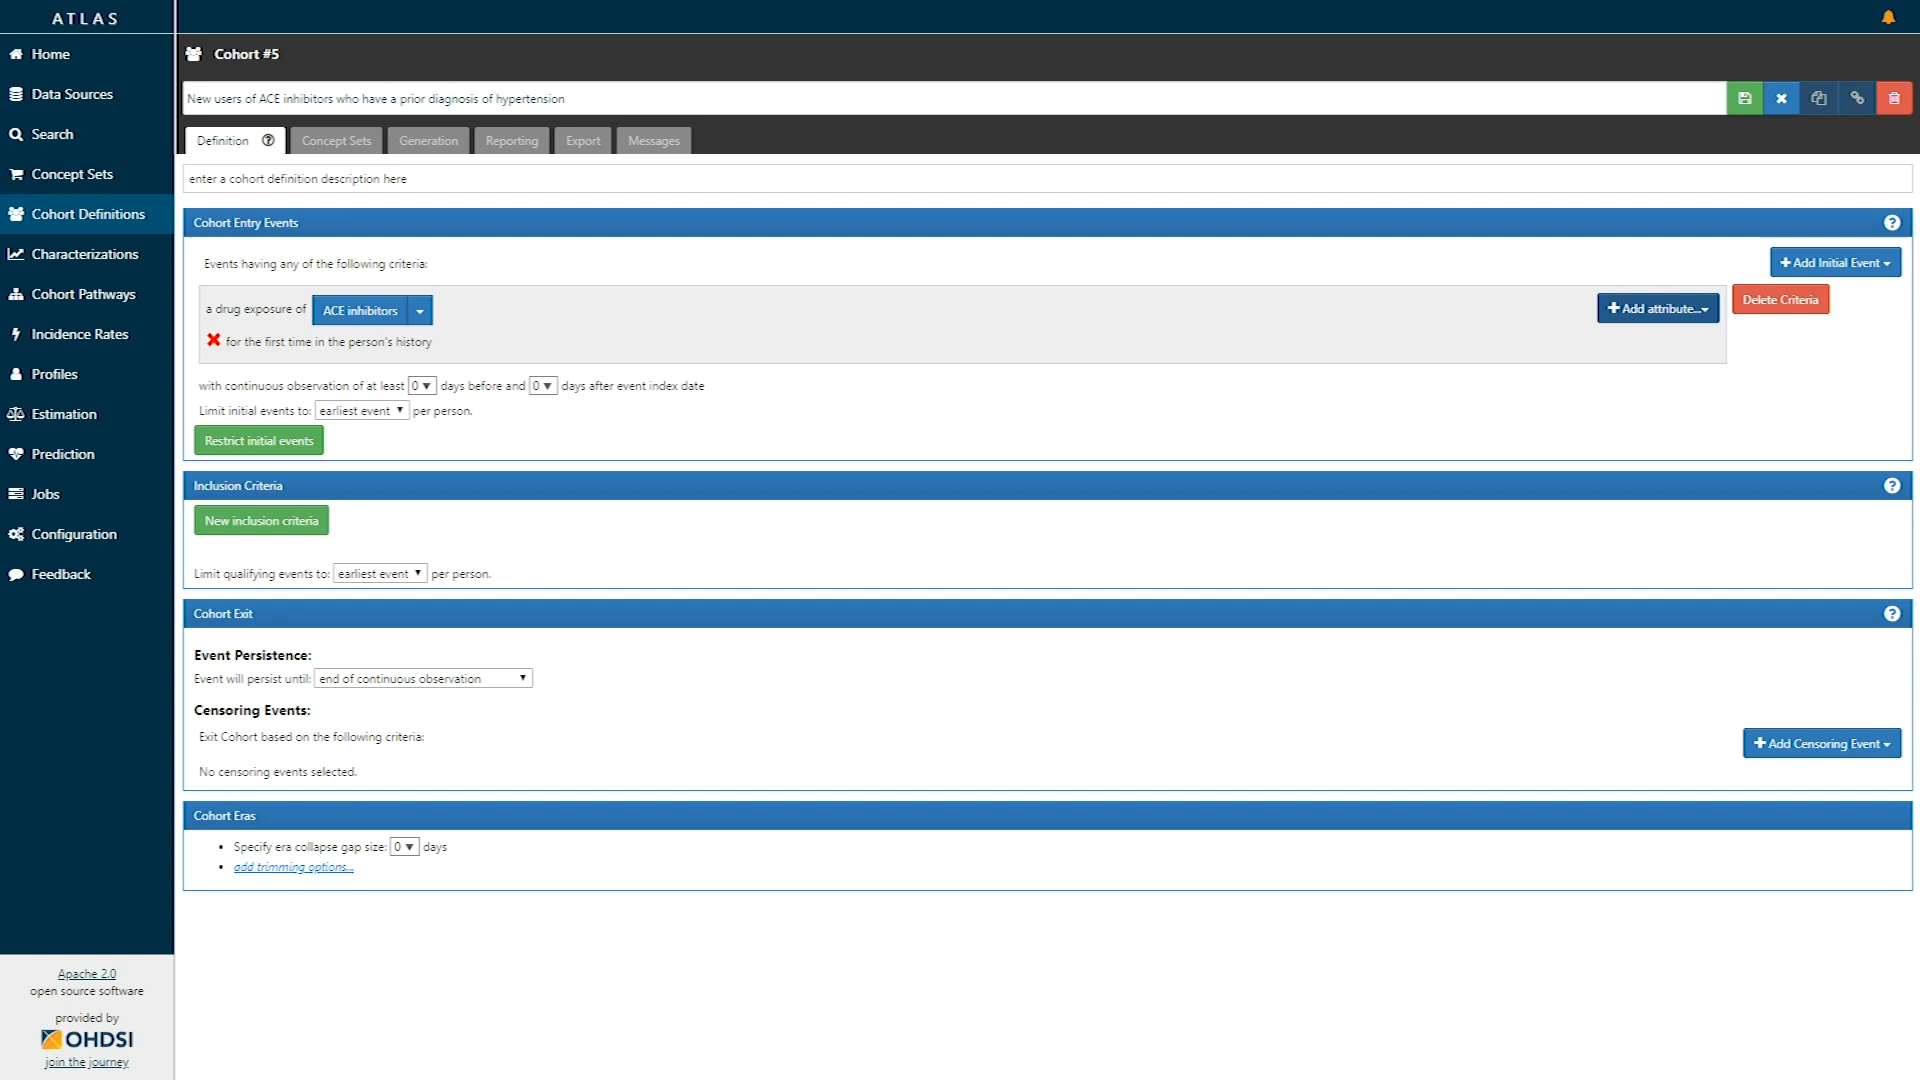 ATLAS
Home
Data Sources
Search
Concept Sets
Cohort Definitions
Characterizations
Cohort Pathways
Incidence Rates
Profiles
Estimation
Prediction
Jobs
Configuration
Feedback
Apache 2.0
open source software
provided by
OHDSI
join the journey
Cohort #5
New users of ACE inhibitors who have a prior diagnosis of hypertension
Definition Concept Sets Generation Reporting Export Messages
enter a cohort definition description here
Cohort Entry Events
Events having any of the following criteria:
Add Initial Event
a drug exposure of ACE inhibitors
Add attribute...
Delete Criteria
for the first time in the person's history
with continuous observation of at least 0 days before and 0 days after event index date
Limit initial events to: earliest event per person.
Restrict initial events
Inclusion Criteria
New inclusion criteria
Limit qualifying events to: earliest event per person.
Cohort Exit
Event Persistence:
Event will persist until: end of continuous observation
Censoring Events:
Exit Cohort based on the following criteria:
Add Censoring Event
No censoring events selected.
Cohort Eras
Specify era collapse gap size: 0 days
add trimming options...